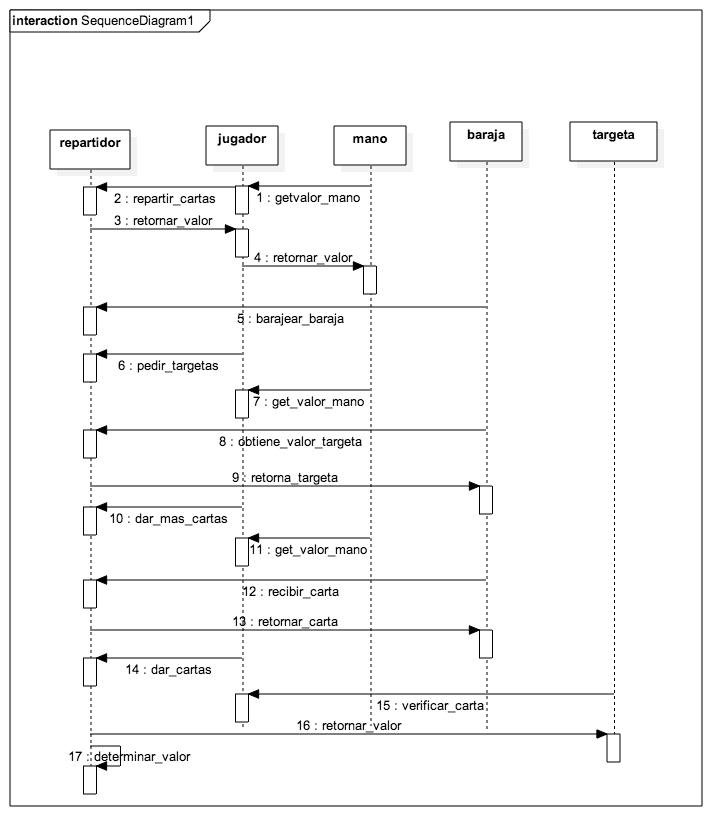 interaction SequenceDiagram1
repartidor
jugador
mano
baraja
targeta
1 : getvalor_mano
2 : repartir_cartas
3 : retornar_valor
4 : retornar_valor
5 : barajear_baraja
6 : pedir_targetas
7 : get_valor_mano
8 : obtiene_valor_targeta
9 : retorna_targeta
10 : dar_mas_cartas
11 : get_valor_mano
12 : recibir_carta
13 : retornar_carta
14 : dar_cartas
15 : verificar_carta
16 : retornar_valor
17 : determinar_valor